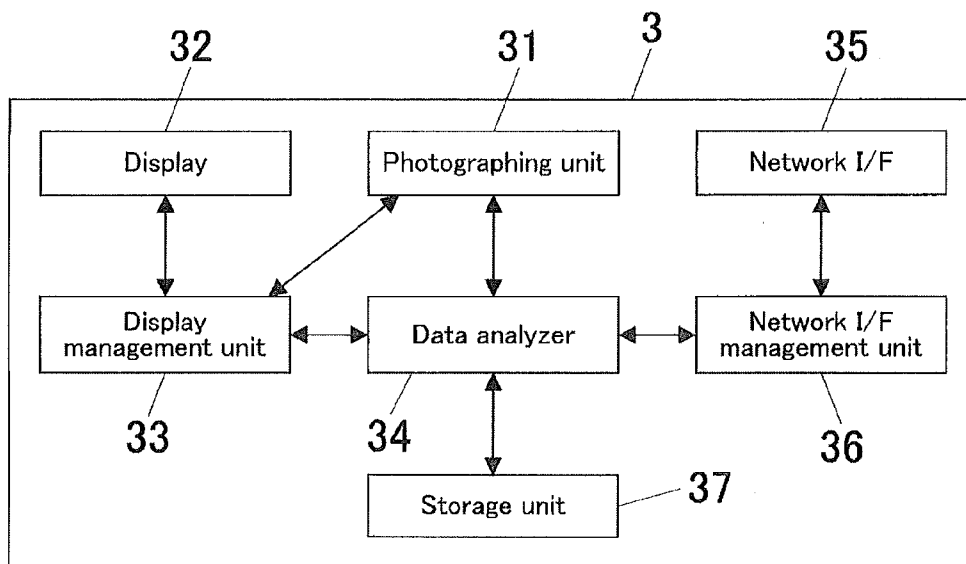 3
32
31
35
Display
Photographing unit
Network I/F
Display
management unit
Data analyzer
Network I/F
management unit
33
34
36
Storage unit
37